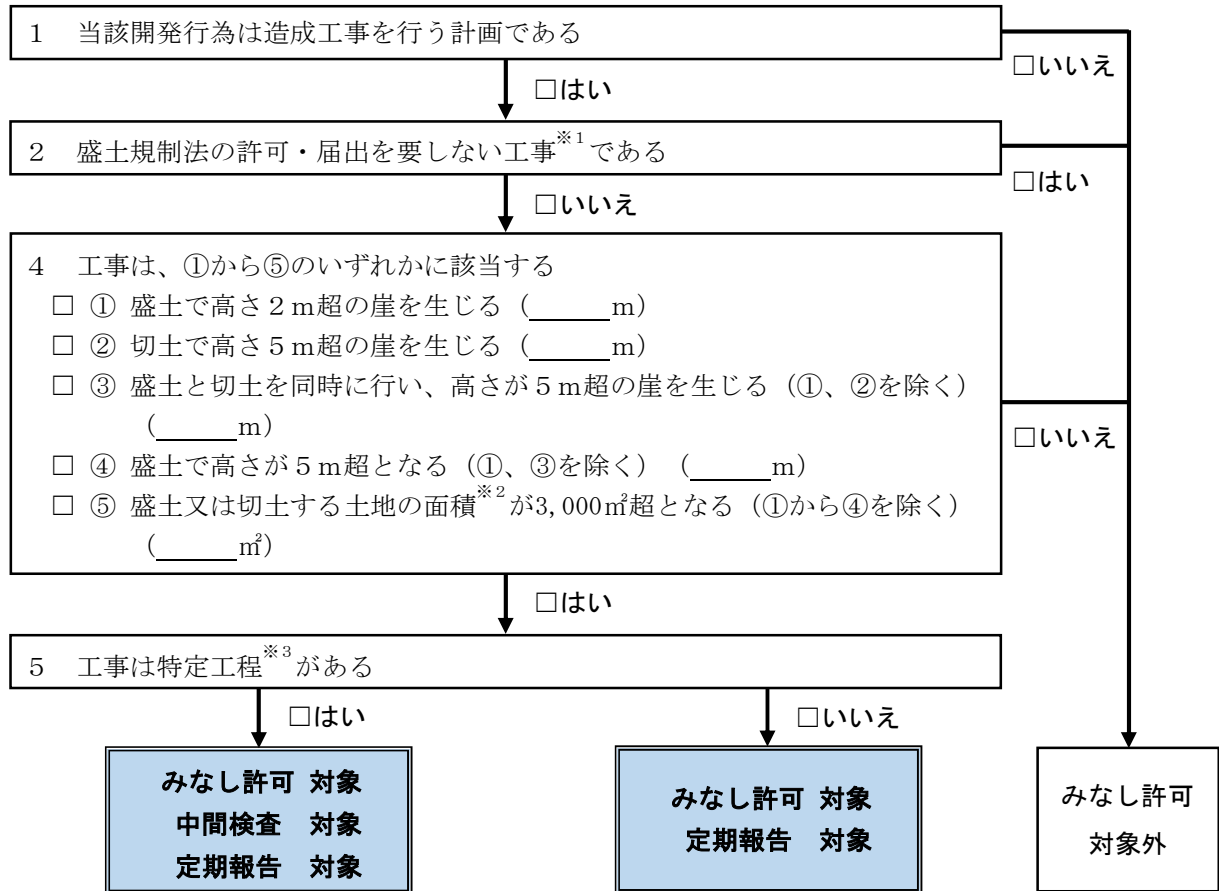 １　当該開発行為は造成工事を行う計画である
□いいえ
□はい
２　盛土規制法の許可・届出を要しない工事※１である
□はい
□いいえ
４　工事は、①から⑤のいずれかに該当する
□ ① 盛土で高さ２ｍ超の崖を生じる（______ｍ）
□ ② 切土で高さ５ｍ超の崖を生じる（______ｍ）
□ ③ 盛土と切土を同時に行い、高さが５ｍ超の崖を生じる（①、②を除く）
（______ｍ）
□ ④ 盛土で高さが５ｍ超となる（①、③を除く）（______ｍ）
□ ⑤ 盛土又は切土する土地の面積※２が3,000㎡超となる（①から④を除く）
（______㎡）
□いいえ
□はい
５　工事は特定工程※３がある
□はい
□いいえ
みなし許可 対象
中間検査　対象
定期報告　対象
みなし許可 対象
定期報告　対象
みなし許可
対象外